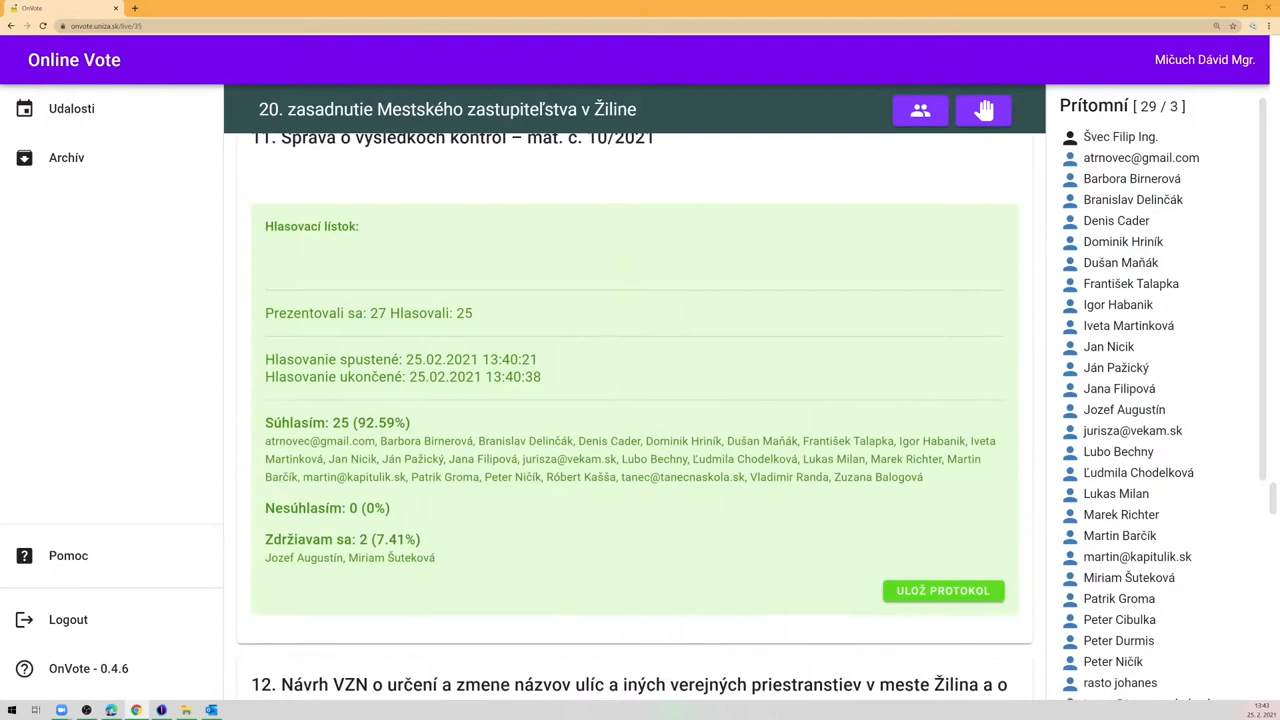 OnVote
onvote.uniza.sk/live/35
Online Vote
Mičuch Dávid Mgr.
Udalosti
Archív
Pomoc
Logout
OnVote - 0.4.6
20. zasadnutie Mestského zastupiteľstva v Žiline
11. Správa o výsledkoch kontrol – mat. č. 10/2021
Hlasovací lístok:
Prezentovali sa: 27 Hlasovali: 25
Hlasovanie spustené: 25.02.2021 13:40:21
Hlasovanie ukončené: 25.02.2021 13:40:38
Súhlasím: 25 (92.59%)
atrnovec@gmail.com, Barbora Birnerová, Branislav Delinčák, Denis Cader, Dominik Hriník, Dušan Maňák, František Talapka, Igor Habanik, Iveta
Martinková, Jan Nicik, Ján Pažický, Jana Filipová, jurisza@vekam.sk, Lubo Bechny, Ľudmila Chodelková, Lukas Milan, Marek Richter, Martin
Barčík, martin@kapitulik.sk, Patrik Groma, Peter Ničík, Róbert Kašša, tanec@tanecnaskola.sk, Vladimir Randa, Zuzana Balogová
Nesúhlasím: 0 (0%)
Zdržiavam sa: 2 (7.41%)
Jozef Augustín, Miriam Šuteková
ULOŽ PROTOKOL
12. Návrh VZN o určení a zmene názvov ulíc a iných verejných priestranstiev v meste Žilina a o
Prítomní [ 29 / 3 ]
Švec Filip Ing.
atrnovec@gmail.com
Barbora Birnerová
Branislav Delinčák
Denis Cader
Dominik Hriník
Dušan Maňák
František Talapka
Igor Habanik
Iveta Martinková
Jan Nicik
Ján Pažický
Jana Filipová
Jozef Augustín
jurisza@vekam.sk
Lubo Bechny
Ľudmila Chodelková
Lukas Milan
Marek Richter
Martin Barčík
martin@kapitulik.sk
Miriam Šuteková
Patrik Groma
Peter Cibulka
Peter Durmis
Peter Ničík
rasto johanes
13:43
25. 2. 2021